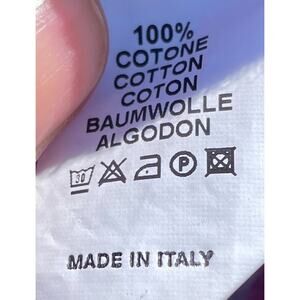 100%
COTONE
COTTON
COTON
BAUMWOLLE
ALGODON
30 P
MADE IN ITALY